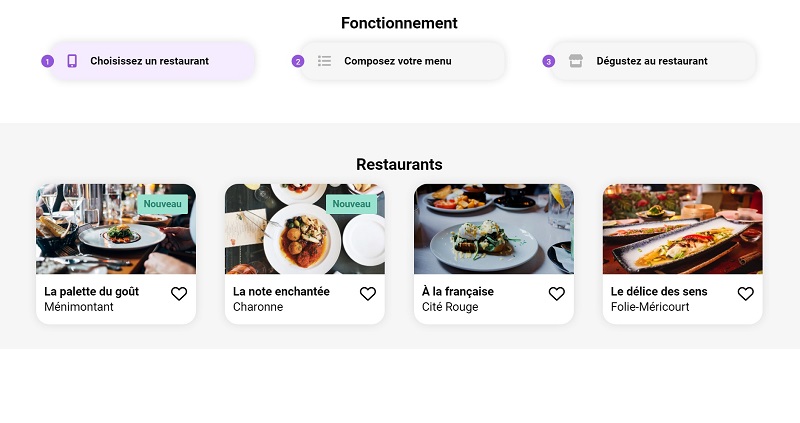 Fonctionnement
1 Choisissez un restaurant
2 Composez votre menu
3 Dégustez au restaurant
Restaurants
Nouveau
Nouveau
La palette du goût
Ménimontant
La note enchantée
Charonne
À la française
Cité Rouge
Le délice des sens
Folie-Méricourt